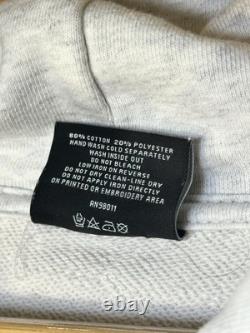 80% COTTON 20% POLYESTER
HAND WASH COLD SEPARATELY
WASH INSIDE OUT
DO NOT BLEACH
LOW IRON ON REVERSE
DO NOT DRY CLEAN-LINE DRY
DO NOT APPLY IRON DIRECTLY
ON PRINTED OR EMBROIDERY AREA
RN98011